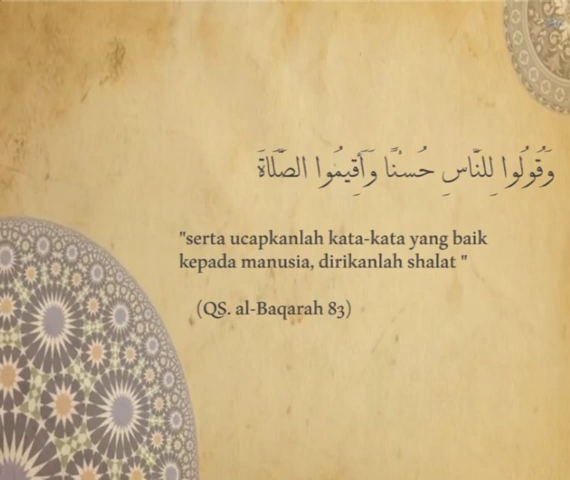 وَقُولُوا لِلنَّاسِ حُسْنًا وَأَقِيمُوا الصَّلَاةَ
"serta ucapkanlah kata-kata yang baik
kepada manusia, dirikanlah shalat "
(QS. al-Baqarah 83)